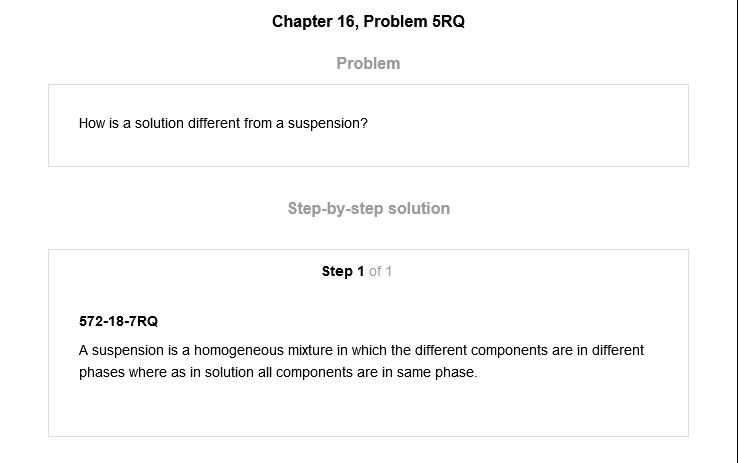 Chapter 16, Problem 5RQ
Problem
How is a solution different from a suspension?
Step-by-step solution
Step 1 of 1
572-18-7RQ
A suspension is a homogeneous mixture in which the different components are in different
phases where as in solution all components are in same phase.